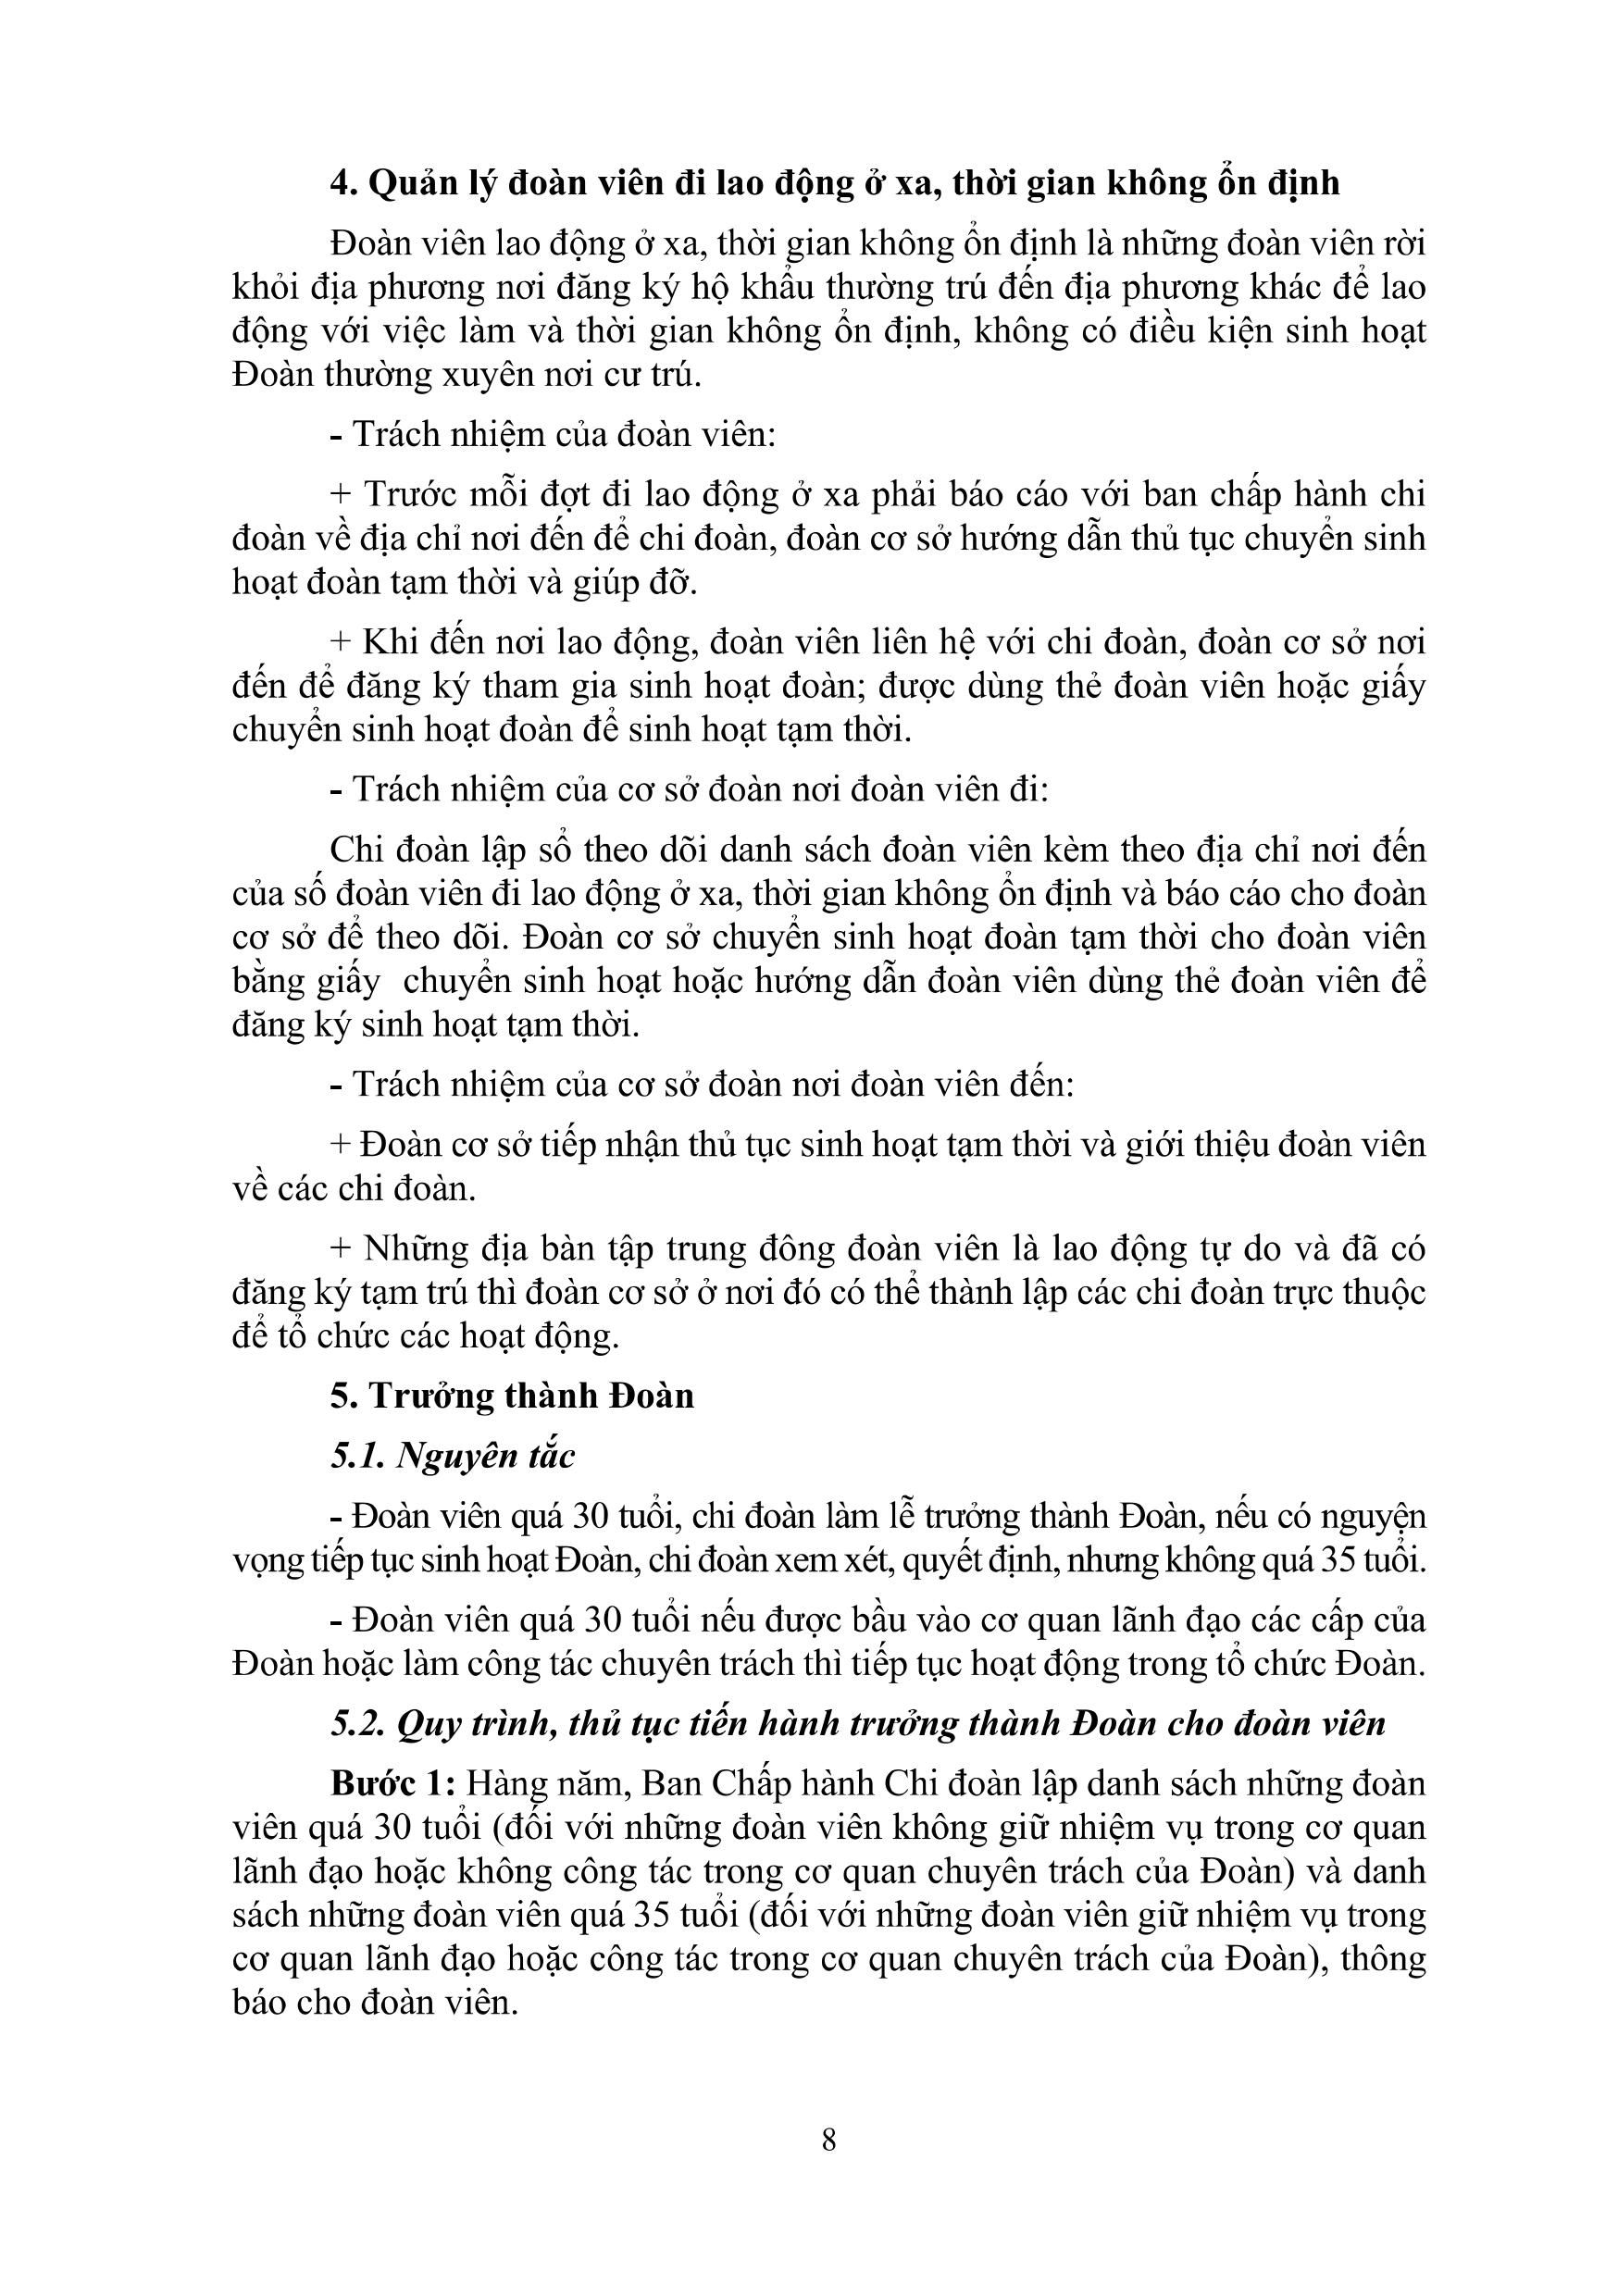 4. Quản lý đoàn viên đi lao động ở xa, thời gian không ổn định
Đoàn viên lao động ở xa, thời gian không ổn định là những đoàn viên rời
khỏi địa phương nơi đăng ký hộ khẩu thường trú đến địa phương khác để lao
động với việc làm và thời gian không ổn định, không có điều kiện sinh hoạt
Đoàn thường xuyên nơi cư trú.
- Trách nhiệm của đoàn viên:
+ Trước mỗi đợt đi lao động ở xa phải báo cáo với ban chấp hành chi
đoàn về địa chỉ nơi đến để chi đoàn, đoàn cơ sở hướng dẫn thủ tục chuyển sinh
hoạt đoàn tạm thời và giúp đỡ.
+ Khi đến nơi lao động, đoàn viên liên hệ với chi đoàn, đoàn cơ sở nơi
đến để đăng ký tham gia sinh hoạt đoàn; được dùng thẻ đoàn viên hoặc giấy
chuyển sinh hoạt đoàn để sinh hoạt tạm thời.
- Trách nhiệm của cơ sở đoàn nơi đoàn viên đi:
Chi đoàn lập sổ theo dõi danh sách đoàn viên kèm theo địa chỉ nơi đến
của số đoàn viên đi lao động ở xa, thời gian không ổn định và báo cáo cho đoàn
cơ sở để theo dõi. Đoàn cơ sở chuyển sinh hoạt đoàn tạm thời cho đoàn viên
bằng giấy  chuyển sinh hoạt hoặc hướng dẫn đoàn viên dùng thẻ đoàn viên để
đăng ký sinh hoạt tạm thời.
- Trách nhiệm của cơ sở đoàn nơi đoàn viên đến:
+ Đoàn cơ sở tiếp nhận thủ tục sinh hoạt tạm thời và giới thiệu đoàn viên
về các chi đoàn.
+ Những địa bàn tập trung đông đoàn viên là lao động tự do và đã có
đăng ký tạm trú thì đoàn cơ sở ở nơi đó có thể thành lập các chi đoàn trực thuộc
để tổ chức các hoạt động.
5. Trưởng thành Đoàn
5.1. Nguyên tắc
- Đoàn viên quá 30 tuổi, chi đoàn làm lễ trưởng thành Đoàn, nếu có nguyện
vọng tiếp tục sinh hoạt Đoàn, chi đoàn xem xét, quyết định, nhưng không quá 35 tuổi.
- Đoàn viên quá 30 tuổi nếu được bầu vào cơ quan lãnh đạo các cấp của
Đoàn hoặc làm công tác chuyên trách thì tiếp tục hoạt động trong tổ chức Đoàn.
5.2. Quy trình, thủ tục tiến hành trưởng thành Đoàn cho đoàn viên
Bước 1: Hàng năm, Ban Chấp hành Chi đoàn lập danh sách những đoàn
viên quá 30 tuổi (đối với những đoàn viên không giữ nhiệm vụ trong cơ quan
lãnh đạo hoặc không công tác trong cơ quan chuyên trách của Đoàn) và danh
sách những đoàn viên quá 35 tuổi (đối với những đoàn viên giữ nhiệm vụ trong
cơ quan lãnh đạo hoặc công tác trong cơ quan chuyên trách của Đoàn), thông
báo cho đoàn viên.
8